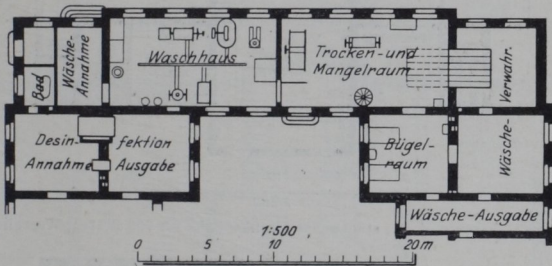 Bad
Wäsche-
Annahme
Waschhaus
Trocken- und
Mangelraum
Verwahr.
Desin-
Annahme
fektion
Ausgabe
Bügel-
raum
Wäsche-
Wäsche-Ausgabe
1:500
0 5 10 20 m